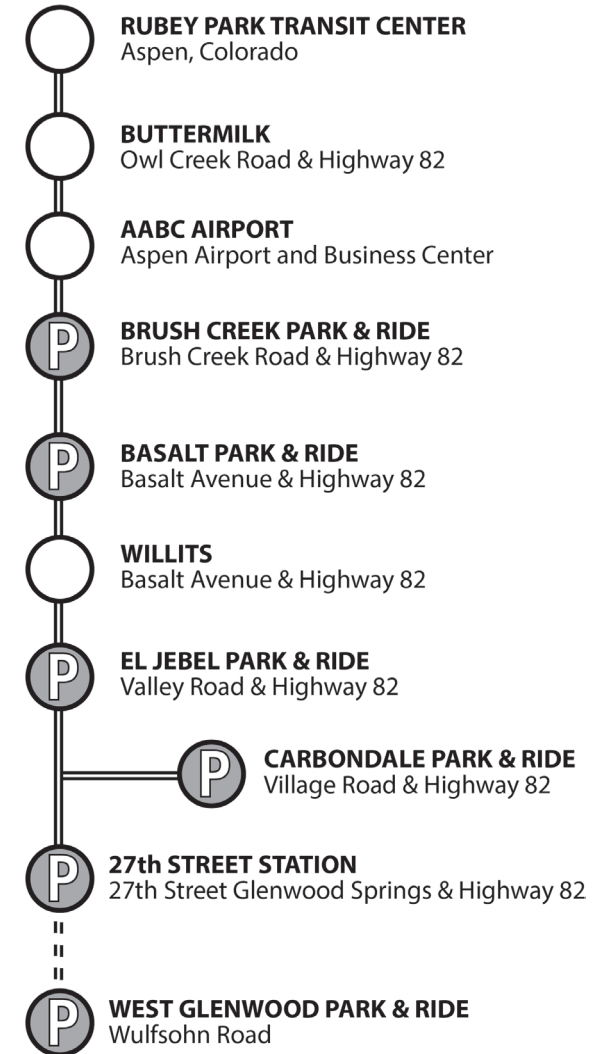 RUBEY PARK TRANSIT CENTER
Aspen, Colorado
BUTTERMILK
Owl Creek Road & Highway 82
AABC AIRPORT
Aspen Airport and Business Center
P
BRUSH CREEK PARK & RIDE
Brush Creek Road & Highway 82
P
BASALT PARK & RIDE
Basalt Avenue & Highway 82
WILLITS
Basalt Avenue & Highway 82
P
EL JEBEL PARK & RIDE
Valley Road & Highway 82
P
CARBONDALE PARK & RIDE
Village Road & Highway 82
P
27th STREET STATION
27th Street Glenwood Springs & Highway 82
P
WEST GLENWOOD PARK & RIDE
Wulfsohn Road